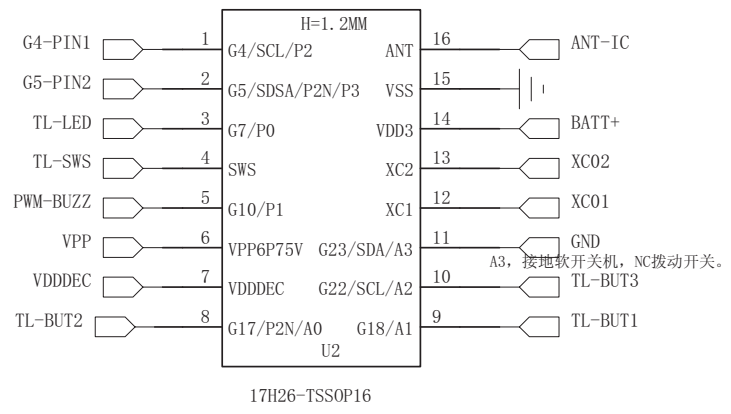 H=1.2MM
G4-PIN1 1 G4/SCL/P2 ANT 16 ANT-IC
G5-PIN2 2 G5/SDSA/P2N/P3 VSS 15
TL-LED 3 G7/P0 VDD3 14 BATT+
TL-SWS 4 SWS XC2 13 XCO2
PWM-BUZZ 5 G10/P1 XC1 12 XCO1
VPP 6 VPP6P75V G23/SDA/A3 11 GND
A3，接地软开关机，NC拨动开关。
VDDDEC 7 VDDDEC G22/SCL/A2 10 TL-BUT3
TL-BUT2 8 G17/P2N/A0 G18/A1 9 TL-BUT1
U2
17H26-TSSOP16